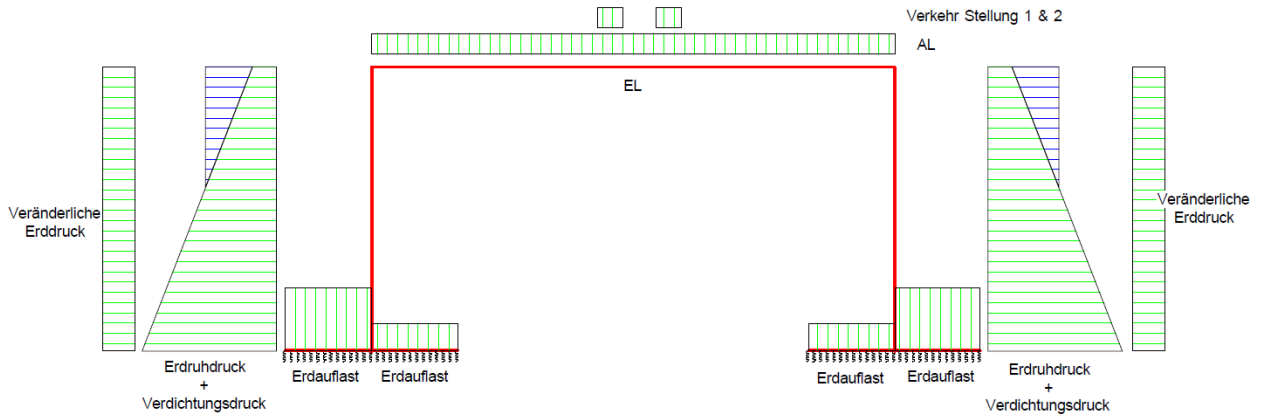 Verkehr Stellung 1 & 2
AL
EL
Veränderliche
Erddruck
Veränderliche
Erddruck
Erdruhdruck
+
Verdichtungsdruck
Erdauflast
Erdauflast
Erdauflast
Erdauflast
Erdruhdruck
+
Verdichtungsdruck